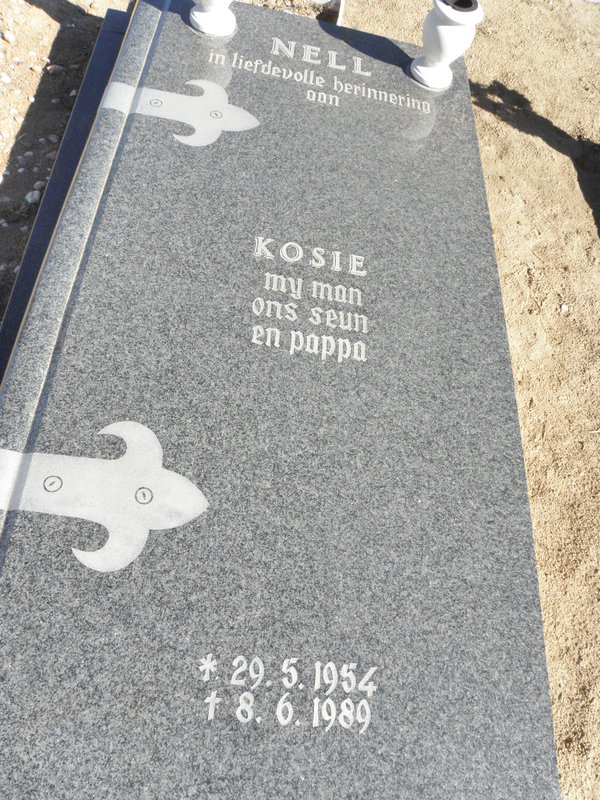 NELL
in liefdevolle herinnering
aan
KOSIE
my man
ons seun
en pappa
* 29. 5. 1954
† 8. 6. 1989